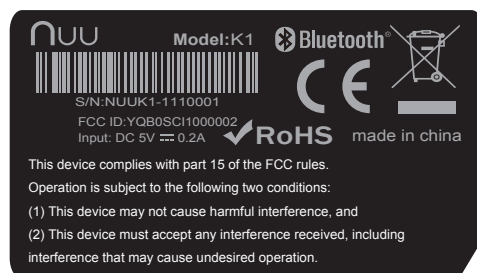 NUU Model:K1 Bluetooth®
S/N:NUUK1-1110001
FCC ID:YQB0SCI1000002
Input: DC 5V 0.2A RoHS made in china
This device complies with part 15 of the FCC rules.
Operation is subject to the following two conditions:
(1) This device may not cause harmful interference, and
(2) This device must accept any interference received, including
interference that may cause undesired operation.